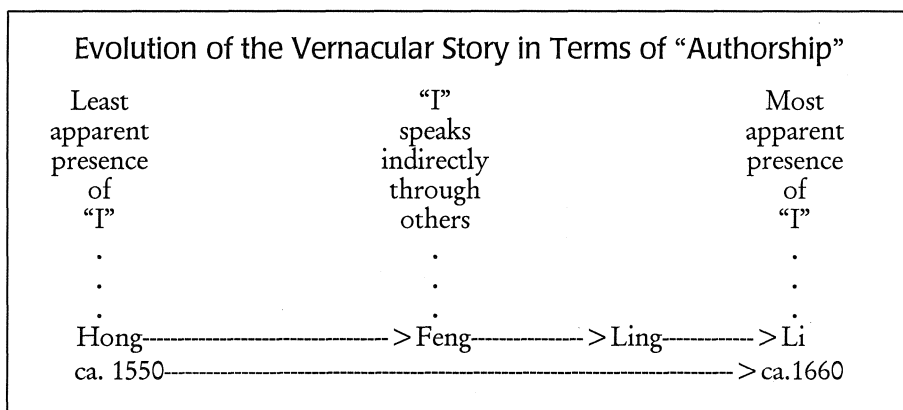 Evolution of the Vernacular Story in Terms of “Authorship”
Least “I” Most
apparent speaks apparent
presence indirectly presence
of through of
“I” others “I”
. . .
. . .
. . .
Hong-------------------------------->Feng--------------->Ling------------>Li
ca. 1550------------------------------------------------------------------------>ca.1660